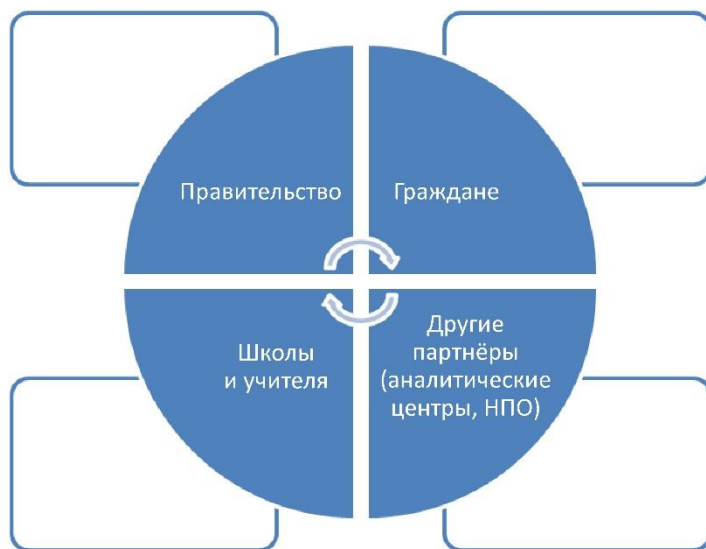 Правительство
Граждане
Школы
и учителя
Другие
партнёры
(аналитические
центры, НПО)